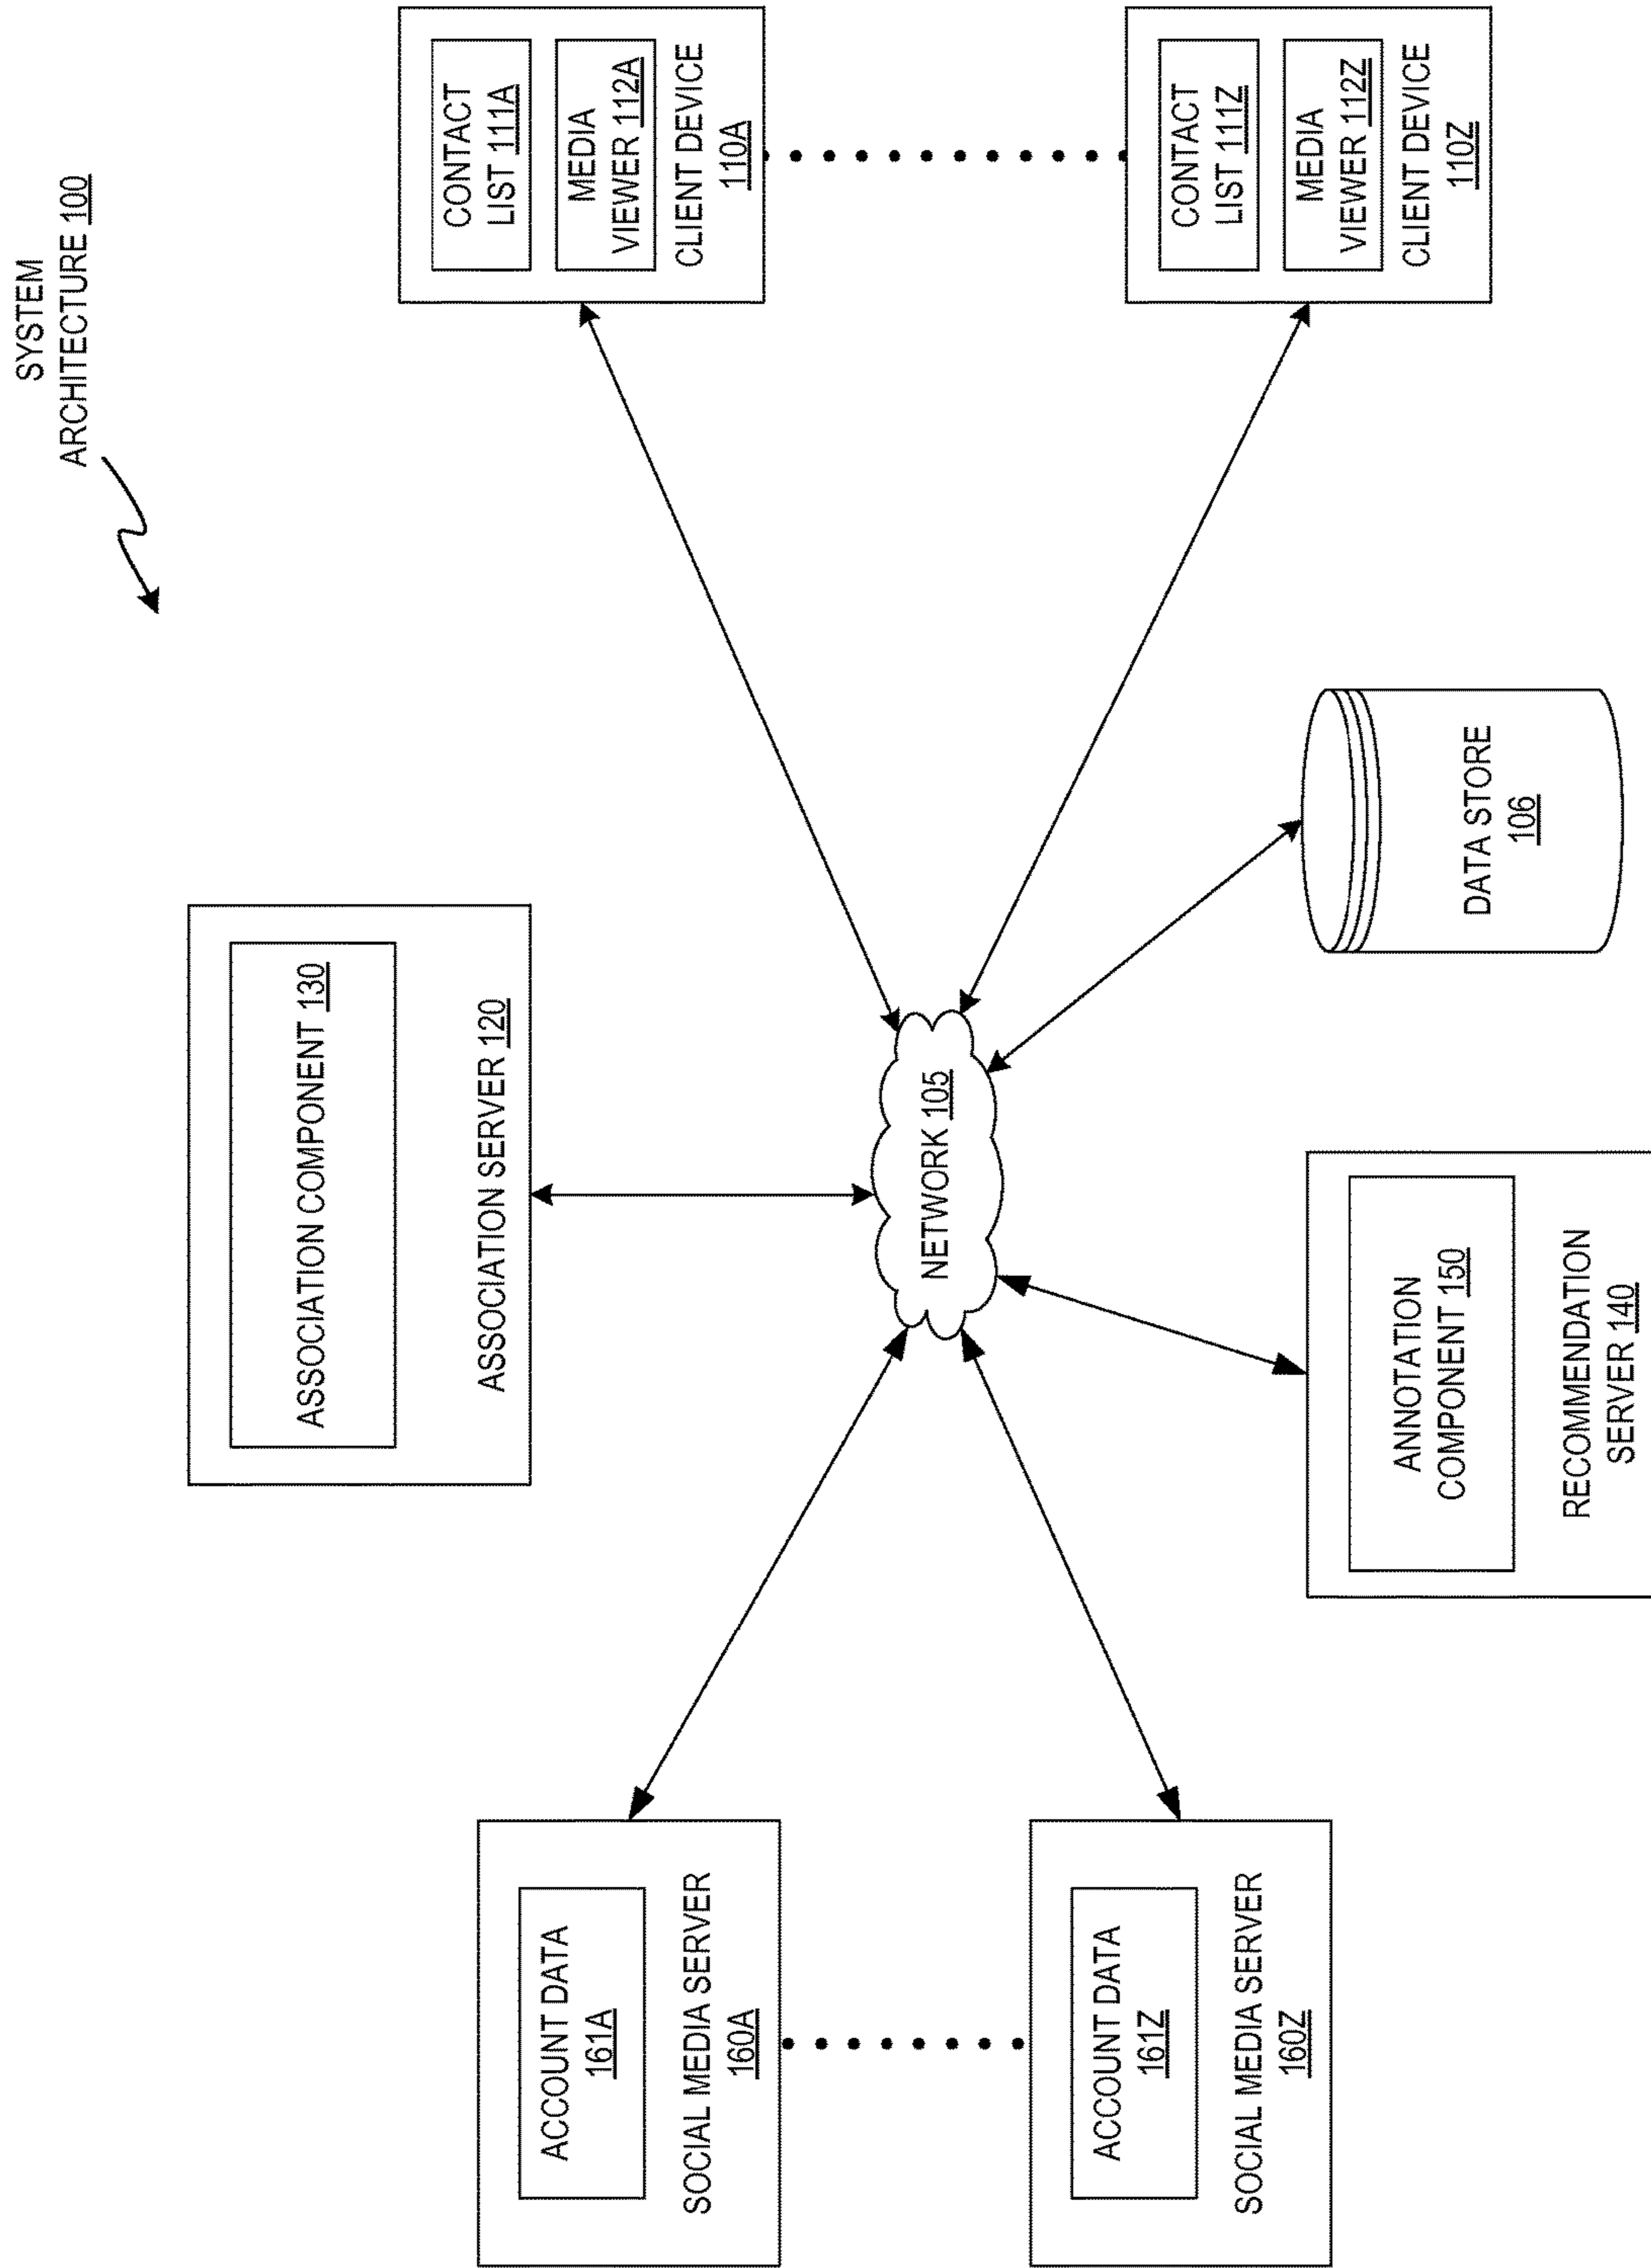 SYSTEM
ARCHITECTURE 100
ACCOUNT DATA
161A
SOCIAL MEDIA SERVER
160A
ACCOUNT DATA
161Z
SOCIAL MEDIA SERVER
160Z
ASSOCIATION COMPONENT 130
ASSOCIATION SERVER 120
NETWORK 105
ANNOTATION
COMPONENT 150
RECOMMENDATION
SERVER 140
DATA STORE
106
CONTACT
LIST 111A
MEDIA
VIEWER 112A
CLIENT DEVICE
110A
CONTACT
LIST 111Z
MEDIA
VIEWER 112Z
CLIENT DEVICE
110Z